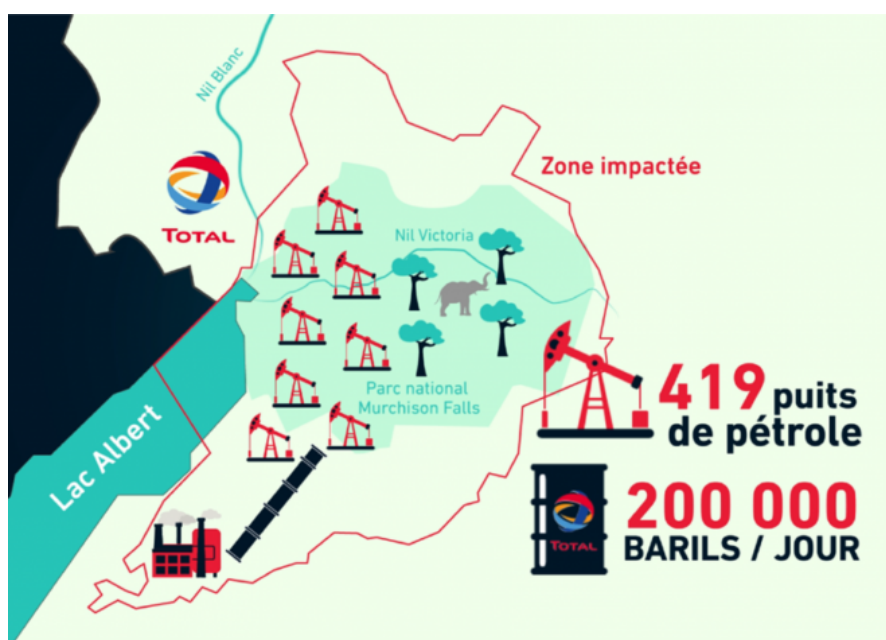 Nil Blanc
TOTAL
Zone impactée
Nil Victoria
Parc national
Murchison Falls
Lac Albert
419 puits
de pétrole
200 000
BARILS / JOUR
TOTAL